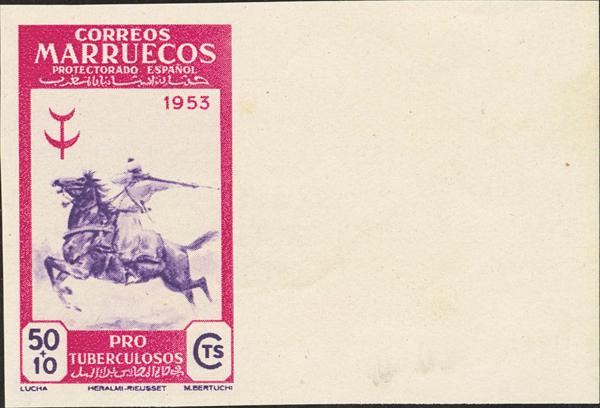 CORREOS
MARRUECOS
PROTECTORADO ESPAÑOL
1953
50+10
PRO
TUBERCULOSOS
CTS
LUCHA HERALMI-RIEUSSET M.BERTUCHI